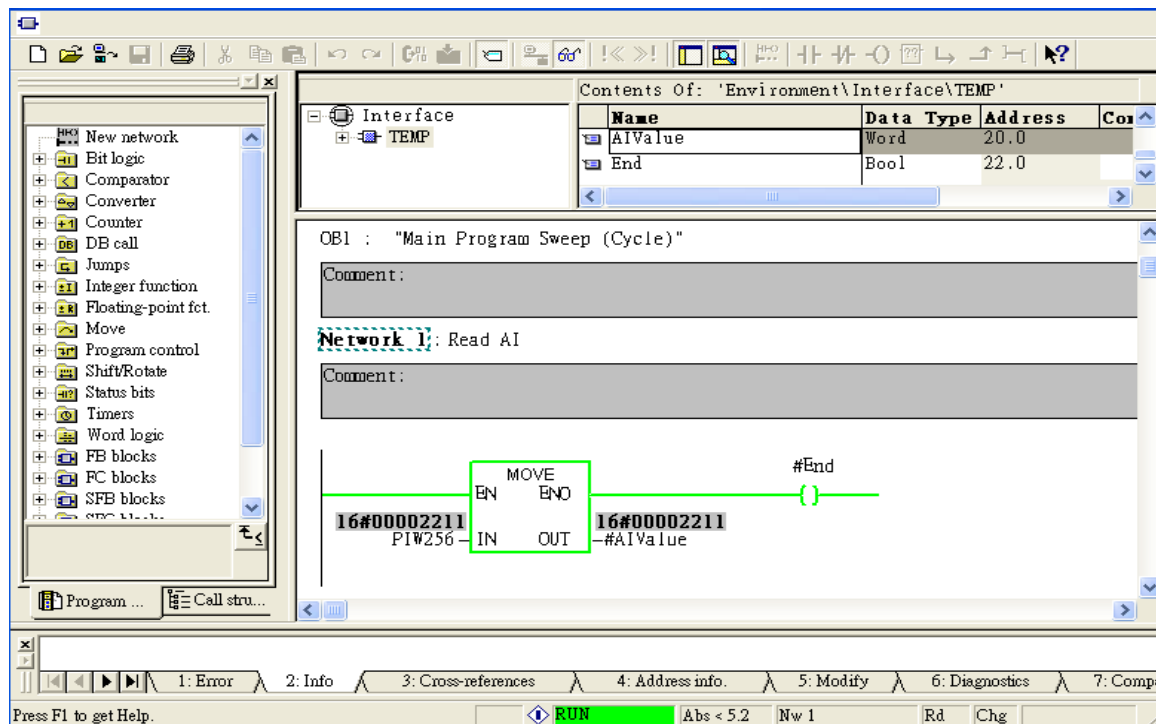 Contents Of: 'Environment\Interface\TEMP'
Interface
TEMP
Name Data Type Address
AIValue Word 20.0
End Bool 22.0
New network
Bit logic
Comparator
Converter
Counter
DB call
Jumps
Integer function
Floating-point fct.
Move
Program control
Shift/Rotate
Status bits
Timers
Word logic
FB blocks
FC blocks
SFB blocks
Program ...
Call stru...
OB1 : "Main Program Sweep (Cycle)"
Comment:
Network 1: Read AI
Comment:
MOVE
#End
EN ENO
16#00002211 16#00002211
PIW256 IN OUT #AIValue
1: Error 2: Info 3: Cross-references 4: Address info. 5: Modify 6: Diagnostics 7: Comp
Press F1 to get Help. RUN Abs < 5.2 Nw 1 Rd Chg